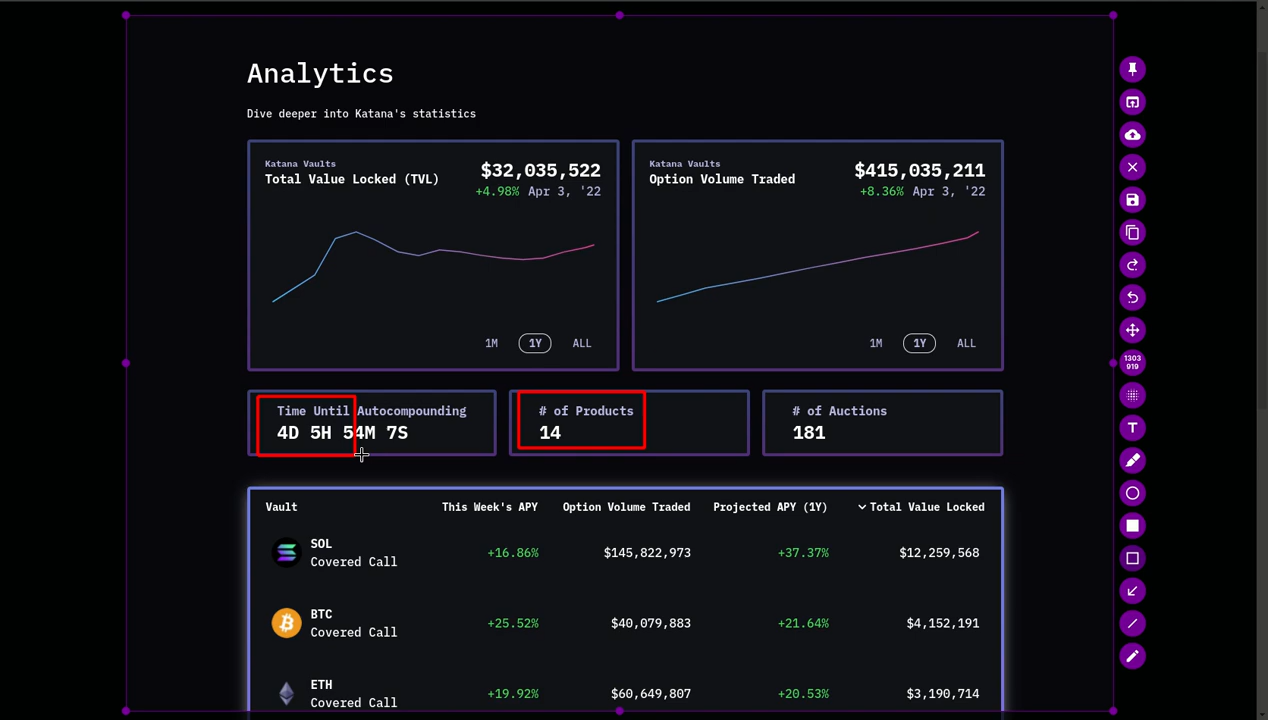 Analytics
Dive deeper into Katana's statistics
Katana Vaults
Total Value Locked (TVL)
$32,035,522
+4.98% Apr 3, '22
1M 1Y ALL
Katana Vaults
Option Volume Traded
$415,035,211
+8.36% Apr 3, '22
1M 1Y ALL
Time Until Autocompounding
4D 5H 54M 7S
# of Products
14
# of Auctions
181
Vault This Week's APY Option Volume Traded Projected APY (1Y) Total Value Locked
SOL
Covered Call +16.86% $145,822,973 +37.37% $12,259,568
BTC
Covered Call +25.52% $40,079,883 +21.64% $4,152,191
ETH
Covered Call +19.92% $60,649,807 +20.53% $3,190,714
1303
919
T